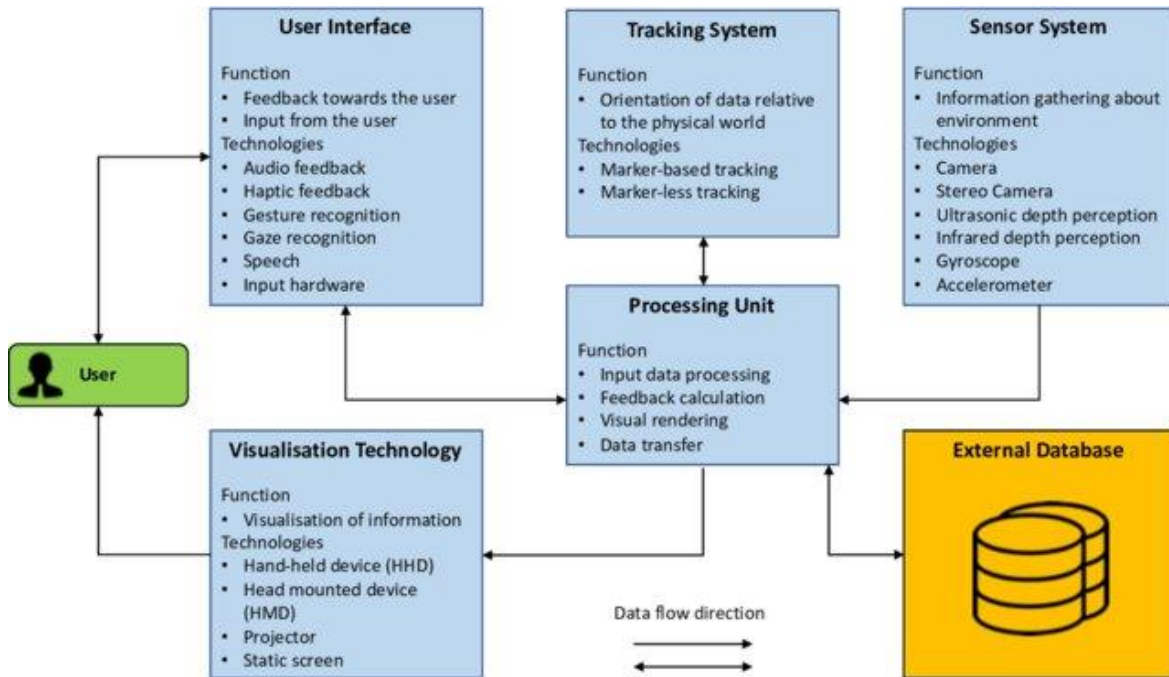 User Interface
Function
• Feedback towards the user
• Input from the user
Technologies
• Audio feedback
• Haptic feedback
• Gesture recognition
• Gaze recognition
• Speech
• Input hardware
Tracking System
Function
• Orientation of data relative
to the physical world
Technologies
• Marker-based tracking
• Marker-less tracking
Sensor System
Function
• Information gathering about
environment
Technologies
• Camera
• Stereo Camera
• Ultrasonic depth perception
• Infrared depth perception
• Gyroscope
• Accelerometer
User
Processing Unit
Function
• Input data processing
• Feedback calculation
• Visual rendering
• Data transfer
Visualisation Technology
Function
• Visualisation of information
Technologies
• Hand-held device (HHD)
• Head mounted device
(HMD)
• Projector
• Static screen
External Database
Data flow direction